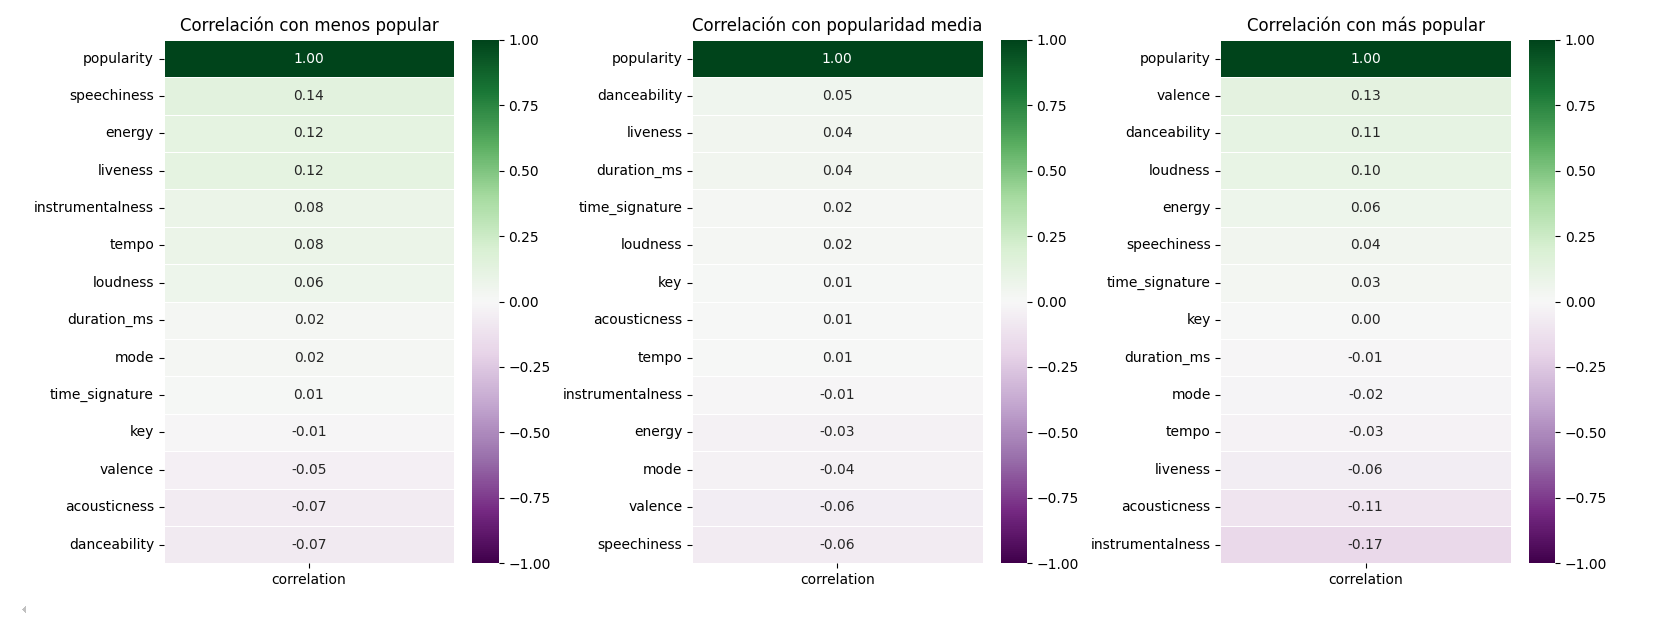 Correlación con menos popular
popularity 1.00
speechiness 0.14
energy 0.12
liveness 0.12
instrumentalness 0.08
tempo 0.08
loudness 0.06
duration_ms 0.02
mode 0.02
time_signature 0.01
key -0.01
valence -0.05
acousticness -0.07
danceability -0.07
correlation
1.00
0.75
0.50
0.25
0.00
−0.25
−0.50
−0.75
−1.00
Correlación con popularidad media
popularity 1.00
danceability 0.05
liveness 0.04
duration_ms 0.04
time_signature 0.02
loudness 0.02
key 0.01
acousticness 0.01
tempo 0.01
instrumentalness -0.01
energy -0.03
mode -0.04
valence -0.06
speechiness -0.06
correlation
1.00
0.75
0.50
0.25
0.00
−0.25
−0.50
−0.75
−1.00
Correlación con más popular
popularity 1.00
valence 0.13
danceability 0.11
loudness 0.10
energy 0.06
speechiness 0.04
time_signature 0.03
key 0.00
duration_ms -0.01
mode -0.02
tempo -0.03
liveness -0.06
acousticness -0.11
instrumentalness -0.17
correlation
1.00
0.75
0.50
0.25
0.00
−0.25
−0.50
−0.75
−1.00